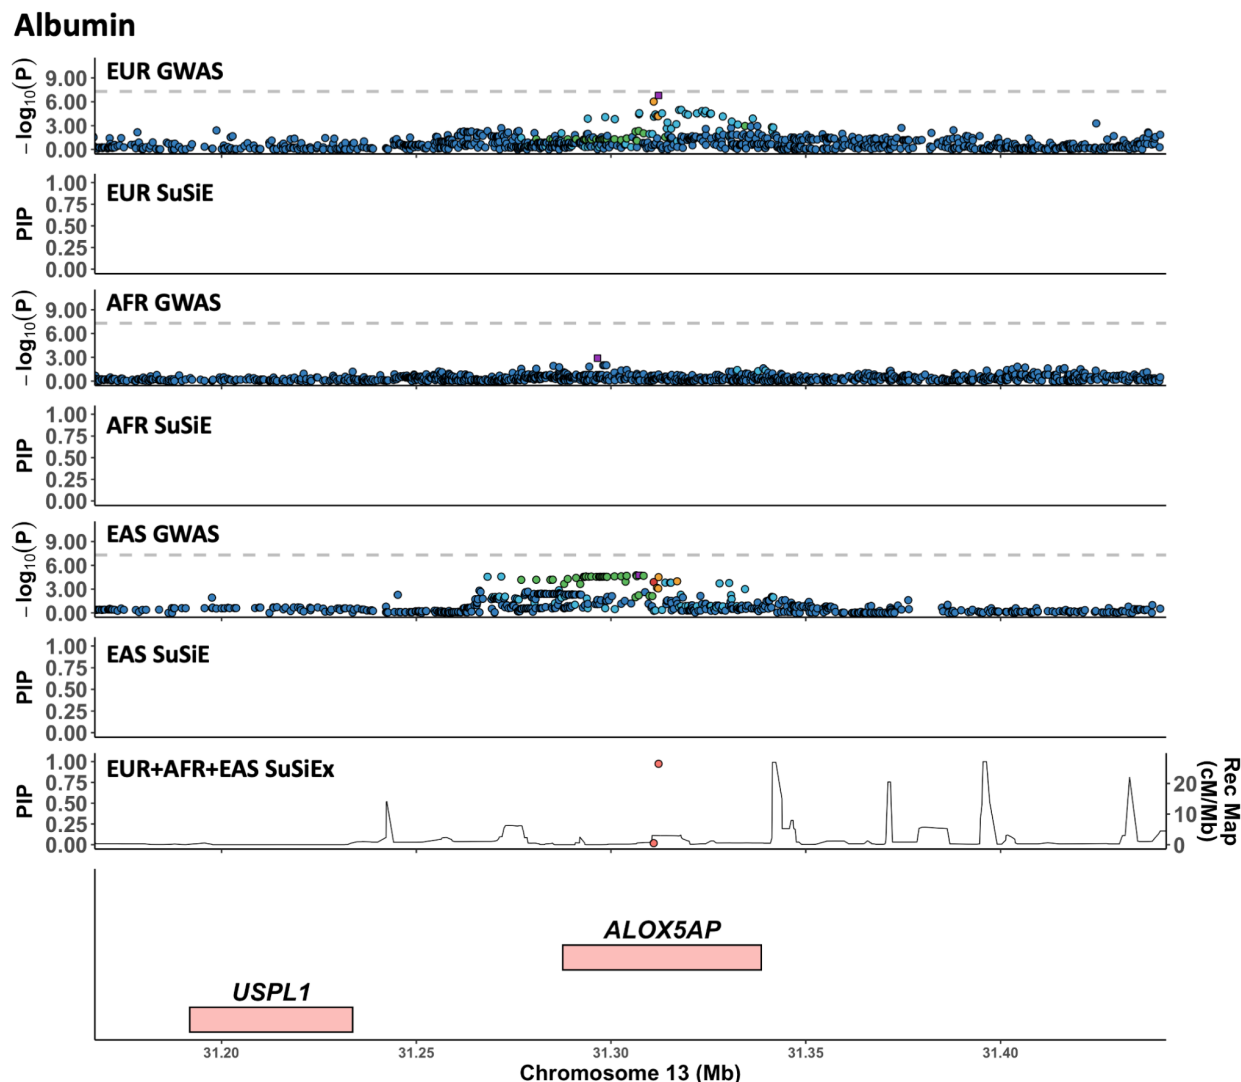 Albumin
EUR GWAS
−log10(P)
9.00
6.00
3.00
0.00
EUR SuSiE
PIP
1.00
0.75
0.50
0.25
0.00
AFR GWAS
−log10(P)
9.00
6.00
3.00
0.00
AFR SuSiE
PIP
1.00
0.75
0.50
0.25
0.00
EAS GWAS
−log10(P)
9.00
6.00
3.00
0.00
EAS SuSiE
PIP
1.00
0.75
0.50
0.25
0.00
EUR+AFR+EAS SuSiEx
PIP
1.00
0.75
0.50
0.25
0.00
20
10
0
Rec Map
(cM/Mb)
ALOX5AP
USPL1
31.20 31.25 31.30 31.35 31.40
Chromosome 13 (Mb)